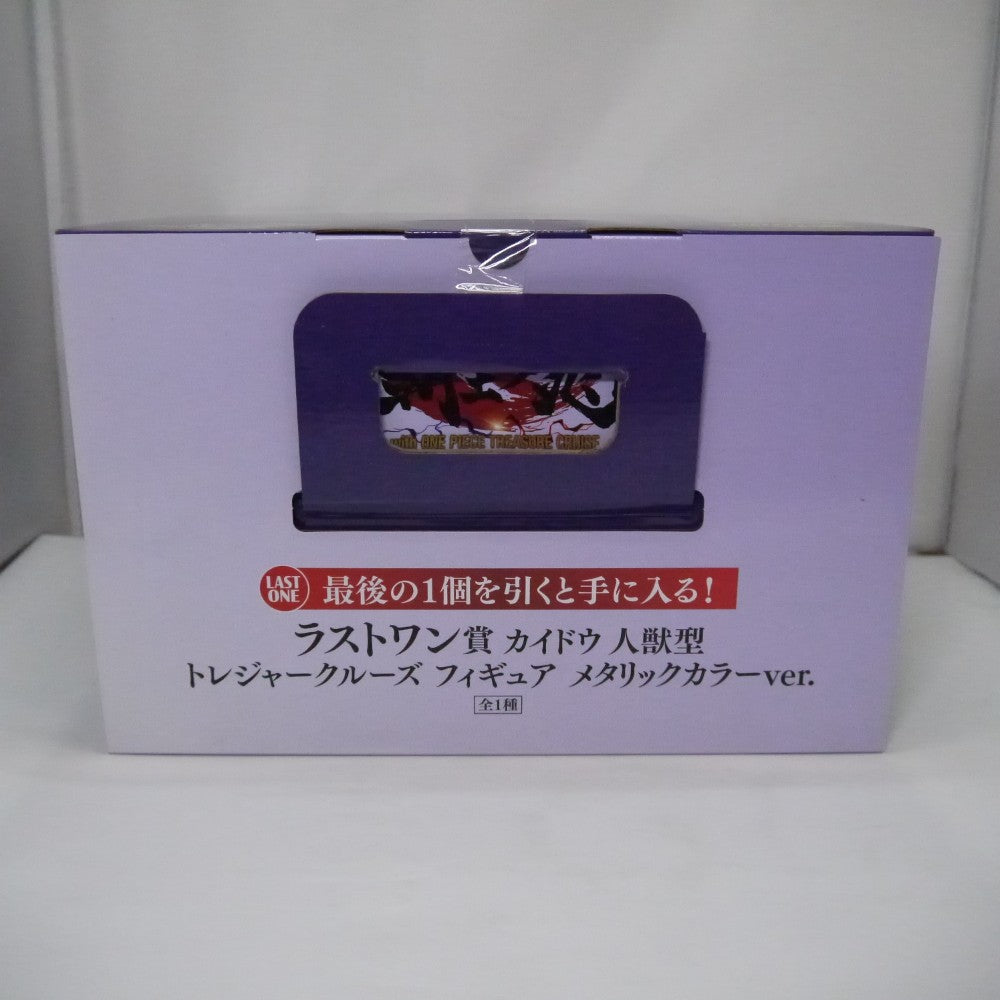 with ONE PIECE TREASURE CRUISE
LAST
ONE
最後の1個を引くと手に入る!
ラストワン賞 カイドウ 人獣型
トレジャークルーズ フィギュア メタリックカラーver.
全1種